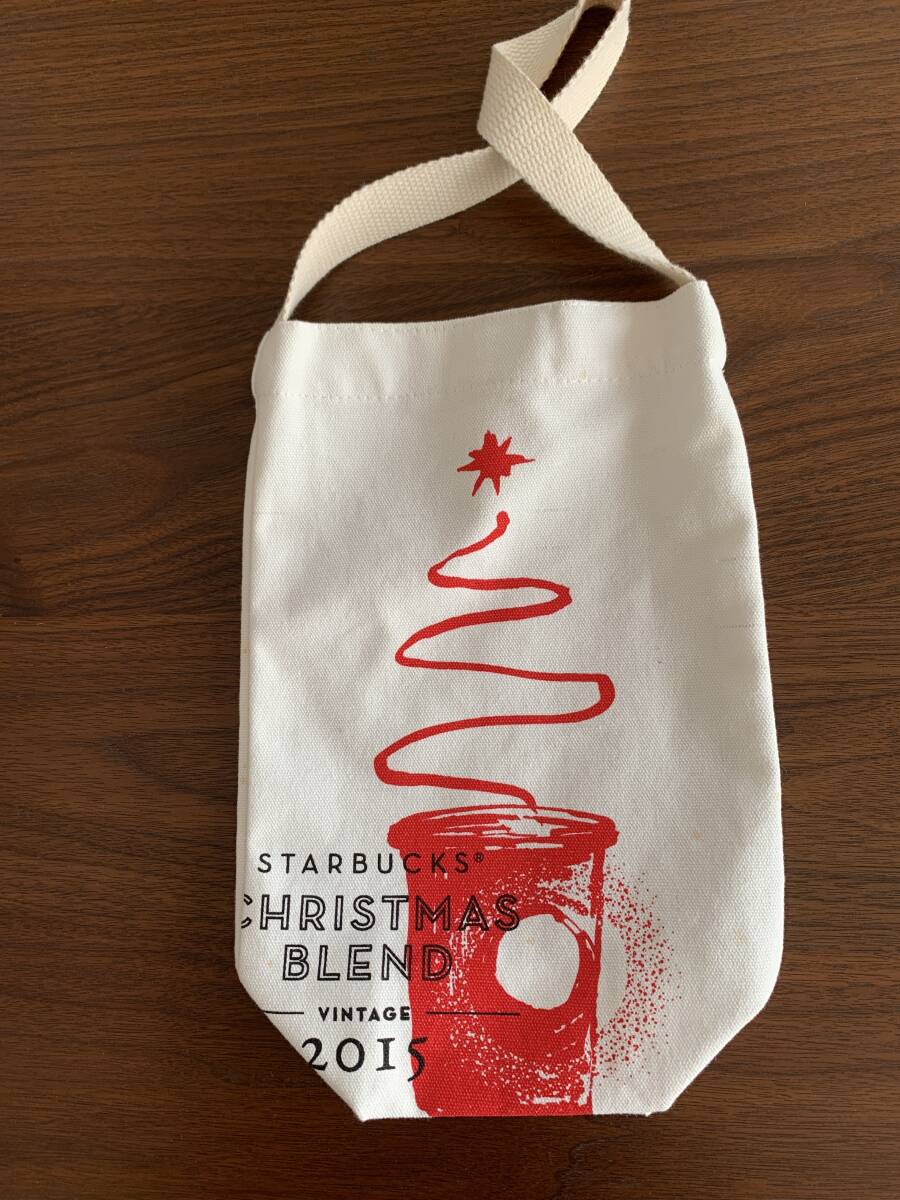 STARBUCKS®
CHRISTMAS
BLEND
VINTAGE
2015